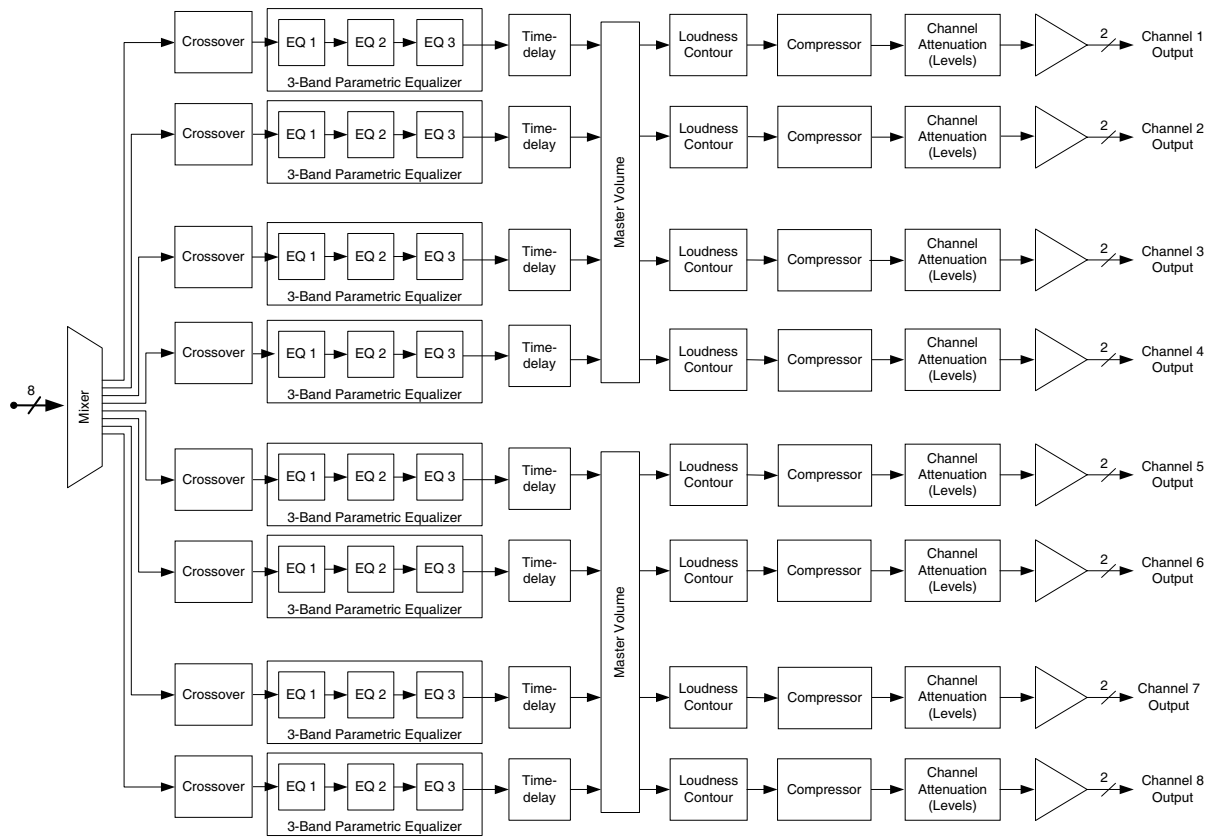 Crossover
EQ 1 EQ 2 EQ 3
3-Band Parametric Equalizer
Time-
delay
Loudness
Contour
Compressor
Channel
Attenuation
(Levels)
2
Channel 1
Output
Crossover
EQ 1 EQ 2 EQ 3
3-Band Parametric Equalizer
Time-
delay
Loudness
Contour
Compressor
Channel
Attenuation
(Levels)
2
Channel 2
Output
Master Volume
Crossover
EQ 1 EQ 2 EQ 3
3-Band Parametric Equalizer
Time-
delay
Loudness
Contour
Compressor
Channel
Attenuation
(Levels)
2
Channel 3
Output
Crossover
EQ 1 EQ 2 EQ 3
3-Band Parametric Equalizer
Time-
delay
Loudness
Contour
Compressor
Channel
Attenuation
(Levels)
2
Channel 4
Output
8
Mixer
Crossover
EQ 1 EQ 2 EQ 3
3-Band Parametric Equalizer
Time-
delay
Loudness
Contour
Compressor
Channel
Attenuation
(Levels)
2
Channel 5
Output
Crossover
EQ 1 EQ 2 EQ 3
3-Band Parametric Equalizer
Time-
delay
Loudness
Contour
Compressor
Channel
Attenuation
(Levels)
2
Channel 6
Output
Master Volume
Crossover
EQ 1 EQ 2 EQ 3
3-Band Parametric Equalizer
Time-
delay
Loudness
Contour
Compressor
Channel
Attenuation
(Levels)
2
Channel 7
Output
Crossover
EQ 1 EQ 2 EQ 3
3-Band Parametric Equalizer
Time-
delay
Loudness
Contour
Compressor
Channel
Attenuation
(Levels)
2
Channel 8
Output